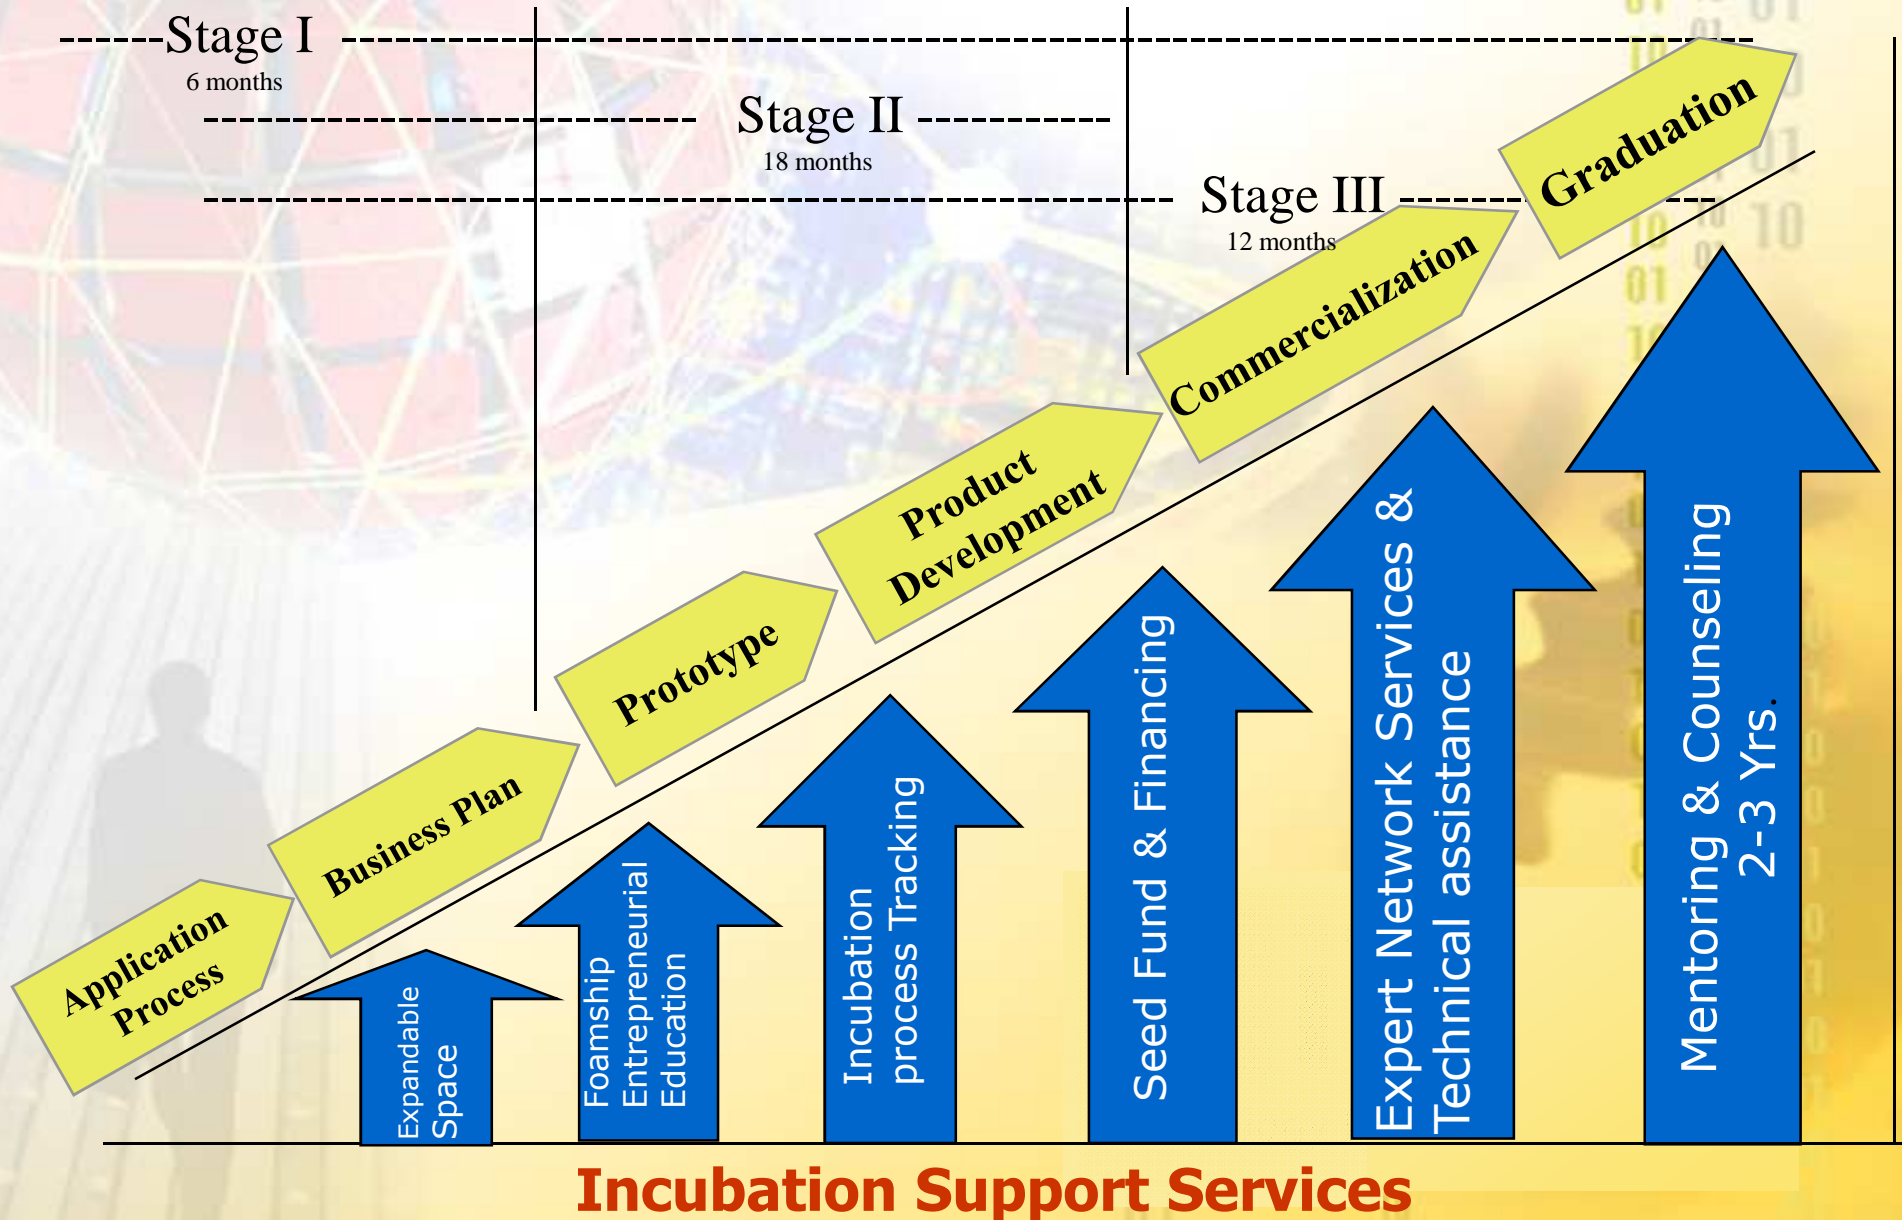 Stage I
6 months
Stage II
18 months
Stage III
12 months
Application
Process
Business Plan
Prototype
Product
Development
Commercialization
Graduation
Expandable
Space
Foamship
Entrepreneurial
Education
Incubation
process Tracking
Seed Fund & Financing
Expert Network Services &
Technical assistance
Mentoring & Counseling
2-3 Yrs.
Incubation Support Services